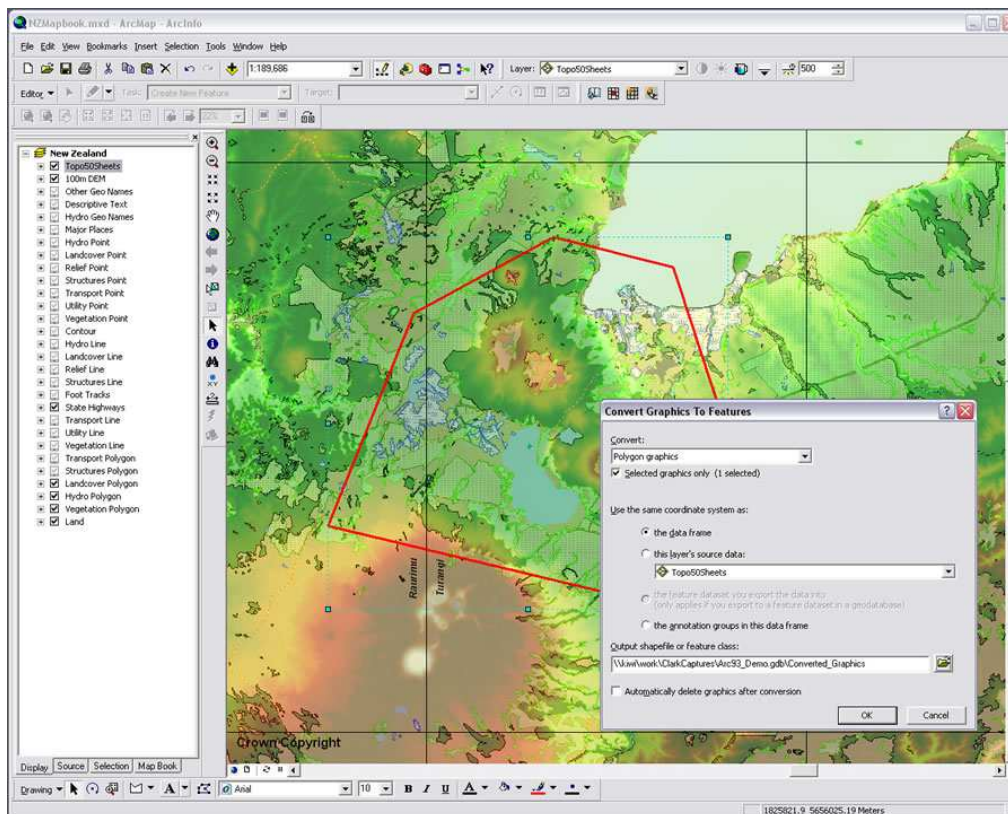 NZMapbook.mxd - ArcMap - ArcInfo
File Edit View Bookmarks Insert Selection Tools Window Help
1:189,686
Layer: Topo50Sheets
500
Editor Task: Create New Feature Target:
22%
New Zealand
Topo50Sheets
100m DEM
Other Geo Names
Descriptive Text
Hydro Geo Names
Major Places
Hydro Point
Landcover Point
Relief Point
Structures Point
Transport Point
Utility Point
Vegetation Point
Contour
Hydro Line
Landcover Line
Relief Line
Structures Line
Foot Tracks
State Highways
Transport Line
Utility Line
Vegetation Line
Transport Polygon
Structures Polygon
Landcover Polygon
Hydro Polygon
Vegetation Polygon
Land
Raurimu
Turangi
Crown Copyright
Convert Graphics To Features
Convert:
Polygon graphics
Selected graphics only (1 selected)
Use the same coordinate system as:
the data frame
this layer's source data:
Topo50Sheets
the feature dataset you export the data into
(only applies if you export to a feature dataset in a geodatabase)
the annotation groups in this data frame
Output shapefile or feature class:
\\kiwi\work\ClarkCaptures\Arc93_Demo.gdb\Converted_Graphics
Automatically delete graphics after conversion
OK Cancel
Display Source Selection Map Book
Drawing A Arial 10 B I U A
1825821.9 5656025.19 Meters